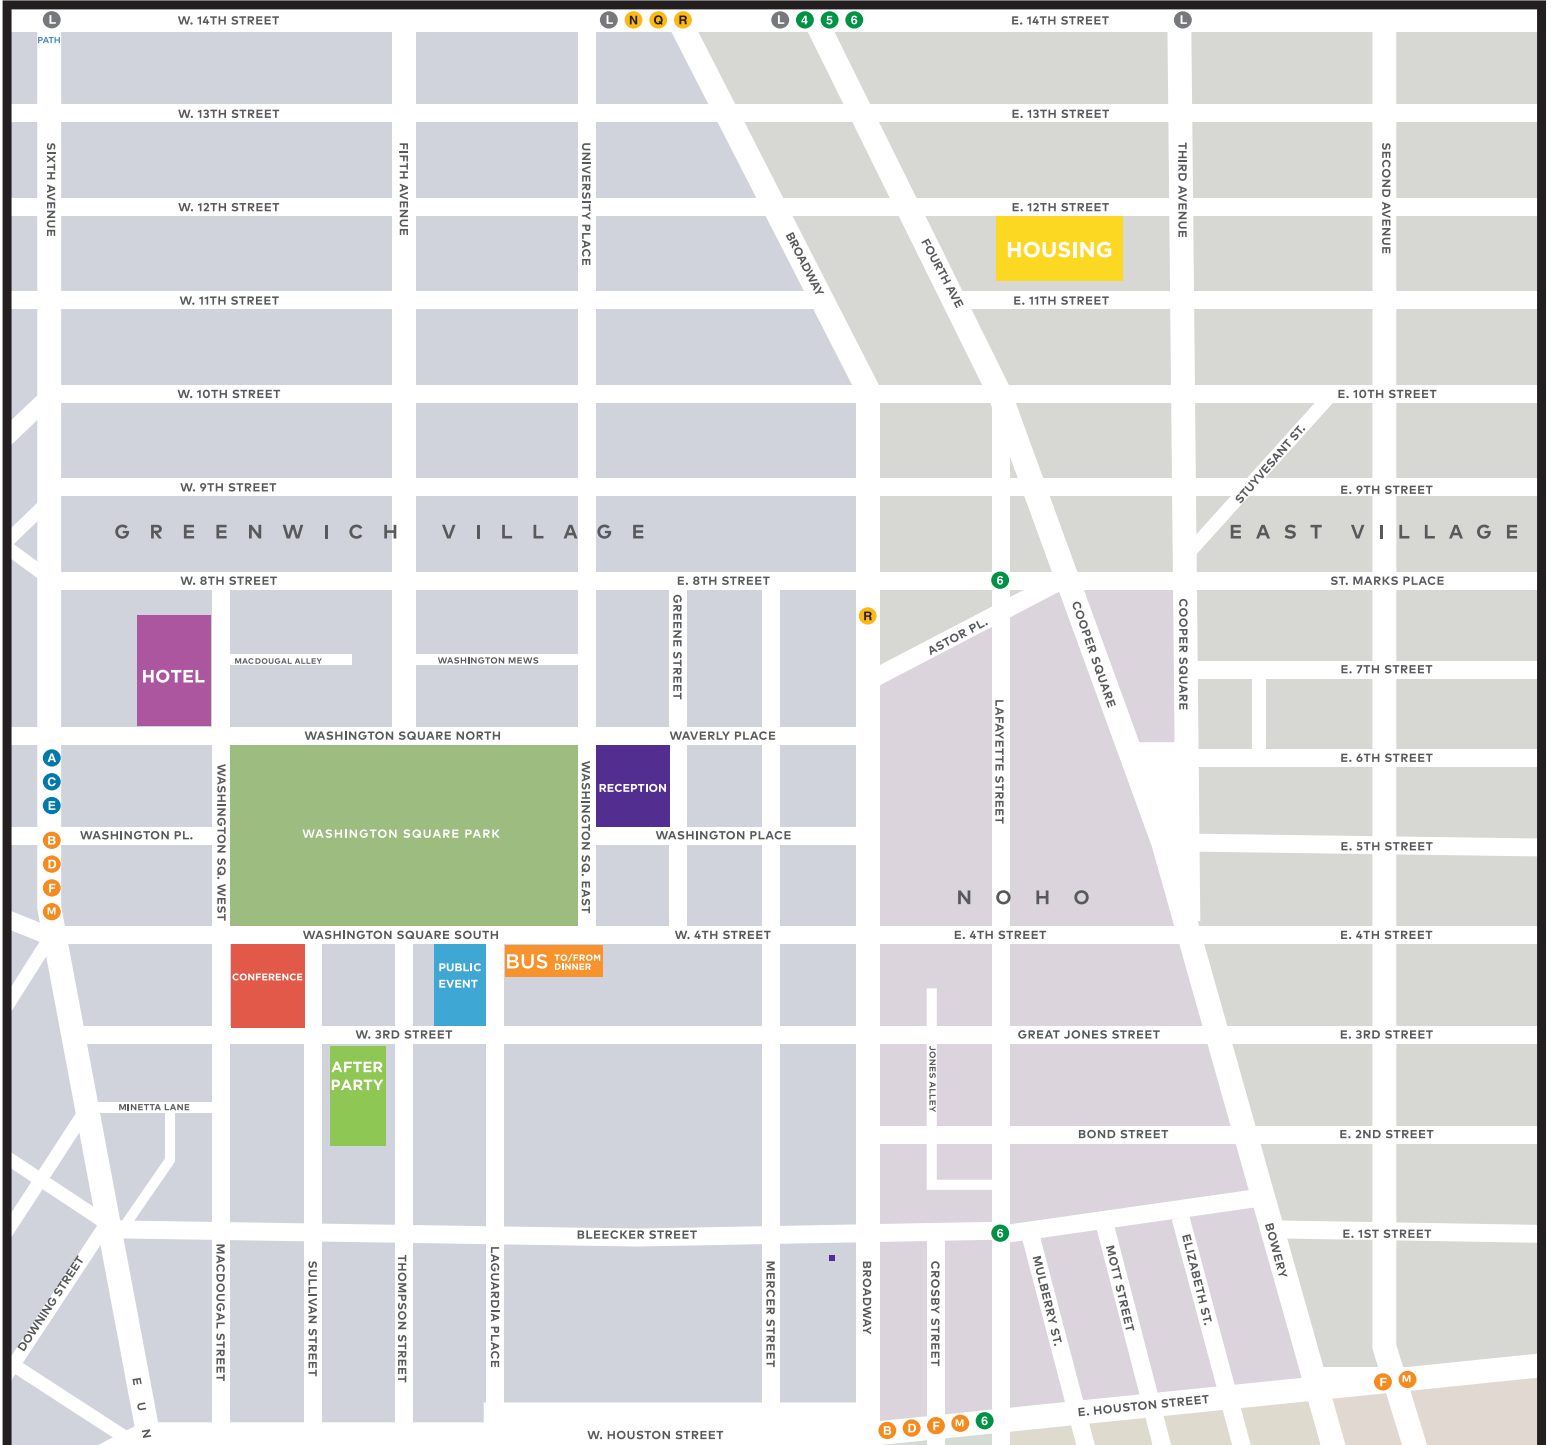 L
W. 14TH STREET
L N Q R
L 4 5 6
E. 14TH STREET
L
PATH
W. 13TH STREET
E. 13TH STREET
SIXTH AVENUE
FIFTH AVENUE
UNIVERSITY PLACE
THIRD AVENUE
SECOND AVENUE
W. 12TH STREET
E. 12TH STREET
BROADWAY
FOURTH AVE
HOUSING
W. 11TH STREET
E. 11TH STREET
W. 10TH STREET
E. 10TH STREET
STUYVESANT ST.
W. 9TH STREET
E. 9TH STREET
GREENWICH VILLAGE
EAST VILLAGE
W. 8TH STREET
E. 8TH STREET
6
ST. MARKS PLACE
GREENE STREET
R
ASTOR PL.
COOPER SQUARE
COOPER SQUARE
HOTEL
MACDOUGAL ALLEY
WASHINGTON MEWS
E. 7TH STREET
LAFAYETTE STREET
WASHINGTON SQUARE NORTH
WAVERLY PLACE
A
C
E
WASHINGTON SQ. WEST
WASHINGTON SQ. EAST
RECEPTION
E. 6TH STREET
B
D
F
M
WASHINGTON PL.
WASHINGTON SQUARE PARK
WASHINGTON PLACE
E. 5TH STREET
NOHO
WASHINGTON SQUARE SOUTH
W. 4TH STREET
E. 4TH STREET
E. 4TH STREET
CONFERENCE
PUBLIC
EVENT
BUS TO/FROM
DINNER
W. 3RD STREET
GREAT JONES STREET
E. 3RD STREET
AFTER
PARTY
JONES ALLEY
MINETTA LANE
BOND STREET
E. 2ND STREET
BLEECKER STREET
6
E. 1ST STREET
DOWNING STREET
MACDOUGAL STREET
SULLIVAN STREET
THOMPSON STREET
LAGUARDIA PLACE
MERCER STREET
BROADWAY
CROSBY STREET
MULBERRY ST.
MOTT STREET
ELIZABETH ST.
BOWERY
E U N
F M
E. HOUSTON STREET
B D F M 6
W. HOUSTON STREET